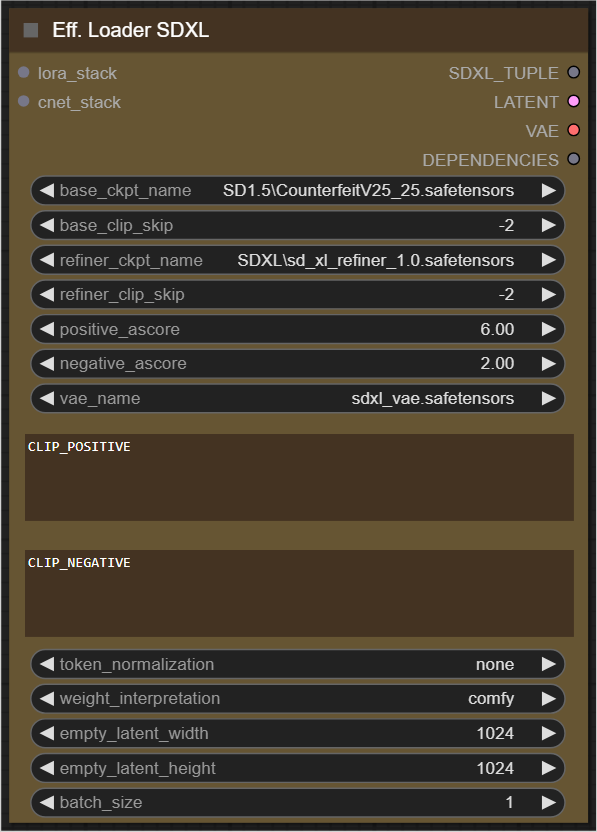 Eff. Loader SDXL
lora_stack SDXL_TUPLE
cnet_stack LATENT
VAE
DEPENDENCIES
base_ckpt_name SD1.5\CounterfeitV25_25.safetensors
base_clip_skip -2
refiner_ckpt_name SDXL\sd_xl_refiner_1.0.safetensors
refiner_clip_skip -2
positive_ascore 6.00
negative_ascore 2.00
vae_name sdxl_vae.safetensors
CLIP_POSITIVE
CLIP_NEGATIVE
token_normalization none
weight_interpretation comfy
empty_latent_width 1024
empty_latent_height 1024
batch_size 1